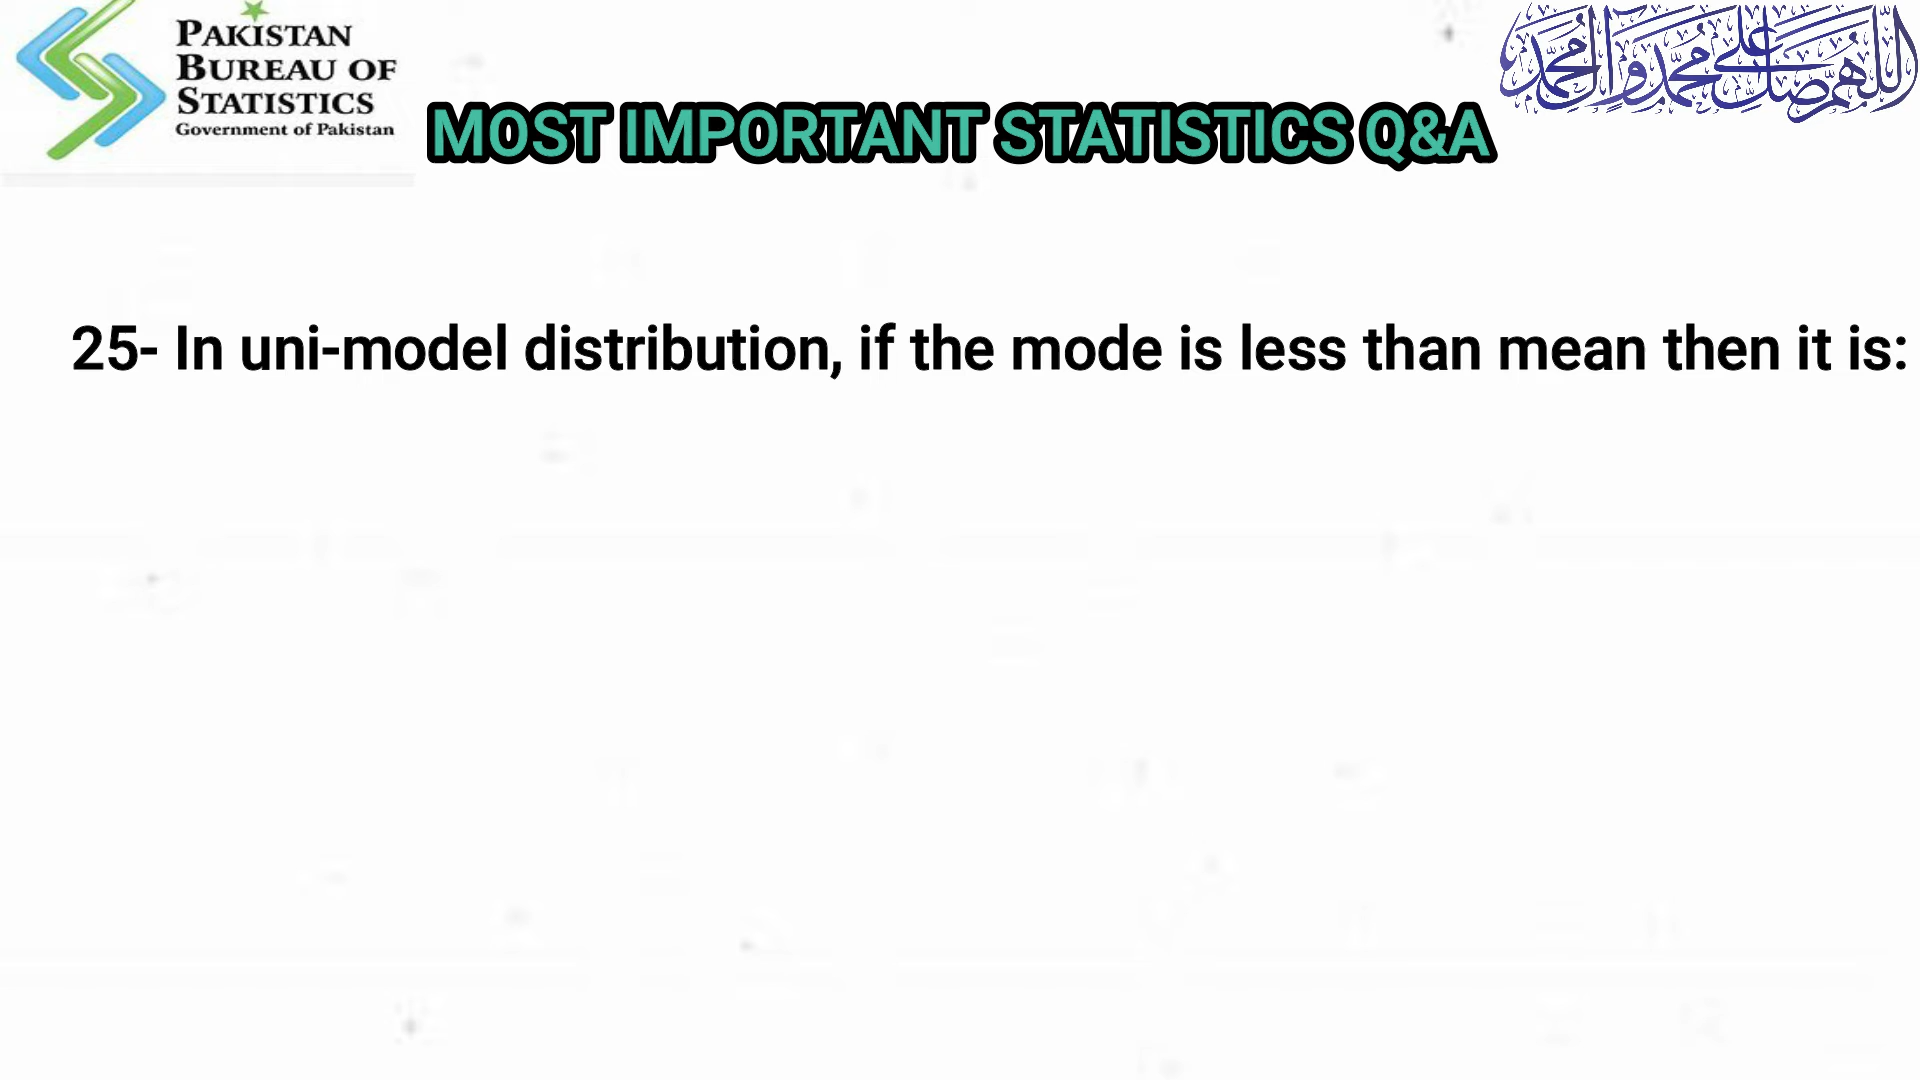 PAKISTAN
BUREAU OF
STATISTICS
Government of Pakistan
اللهم صل على محمد وآل محمد
MOST IMPORTANT STATISTICS Q&A
25- In uni-model distribution, if the mode is less than mean then it is: